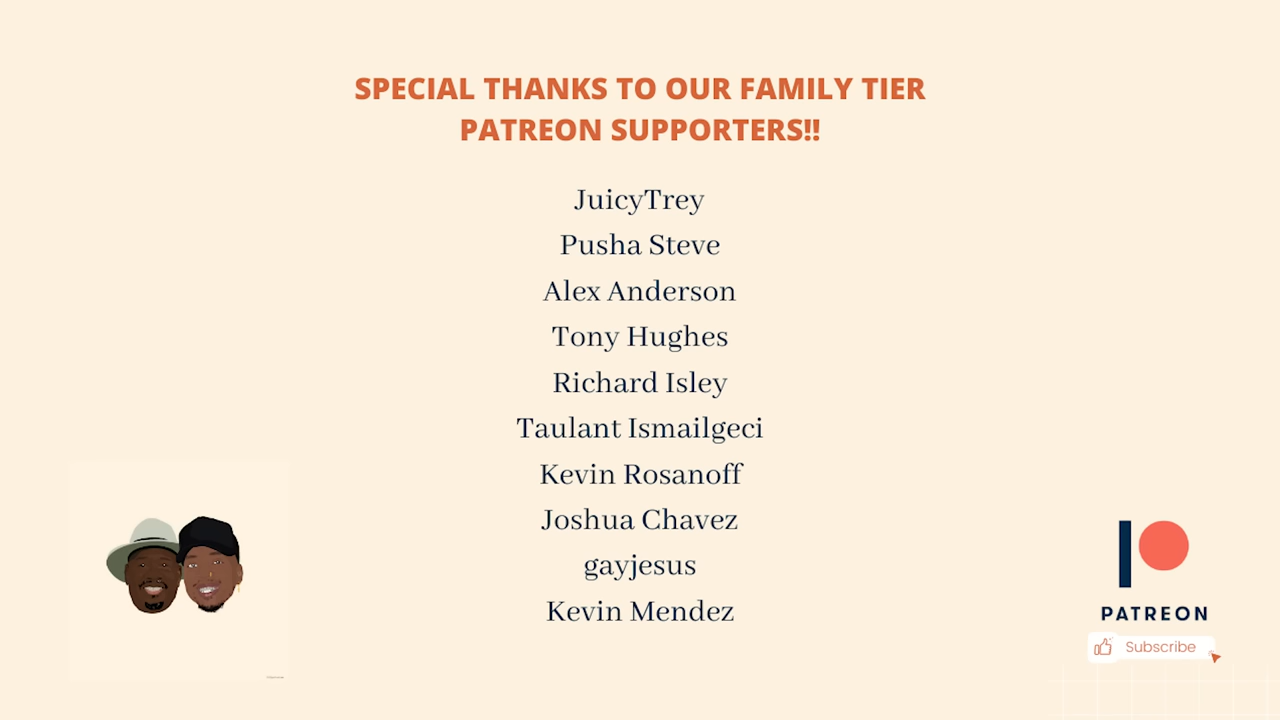 SPECIAL THANKS TO OUR FAMILY TIER
PATREON SUPPORTERS!!
JuicyTrey
Pusha Steve
Alex Anderson
Tony Hughes
Richard Isley
Taulant Ismailgeci
Kevin Rosanoff
Joshua Chavez
gayjesus
Kevin Mendez
PATREON
Subscribe